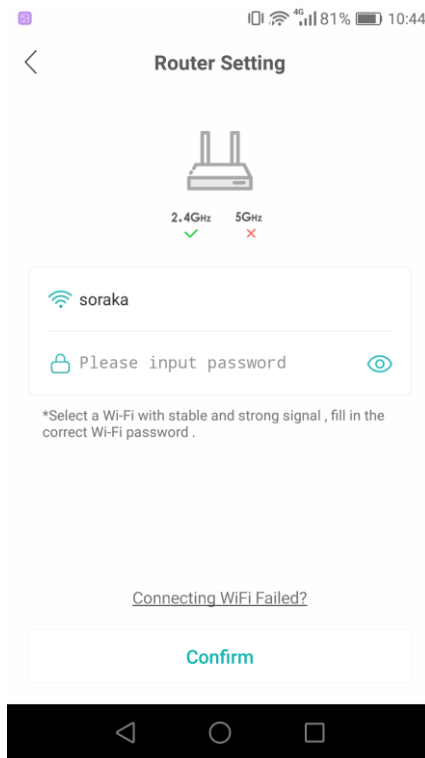 4G 81% 10:44
Router Setting
2.4GHz 5GHz
soraka
Please input password
*Select a Wi-Fi with stable and strong signal , fill in the
correct Wi-Fi password .
Connecting WiFi Failed?
Confirm